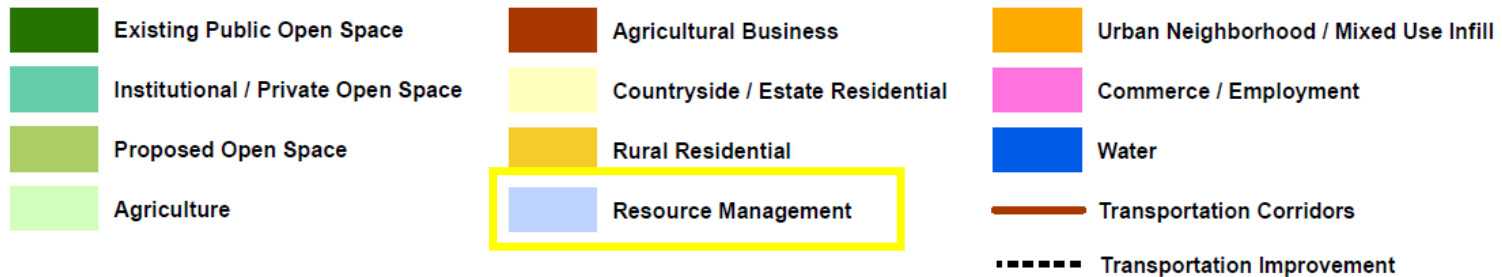 Existing Public Open Space
Institutional / Private Open Space
Proposed Open Space
Agriculture
Agricultural Business
Countryside / Estate Residential
Rural Residential
Resource Management
Urban Neighborhood / Mixed Use Infill
Commerce / Employment
Water
Transportation Corridors
Transportation Improvement